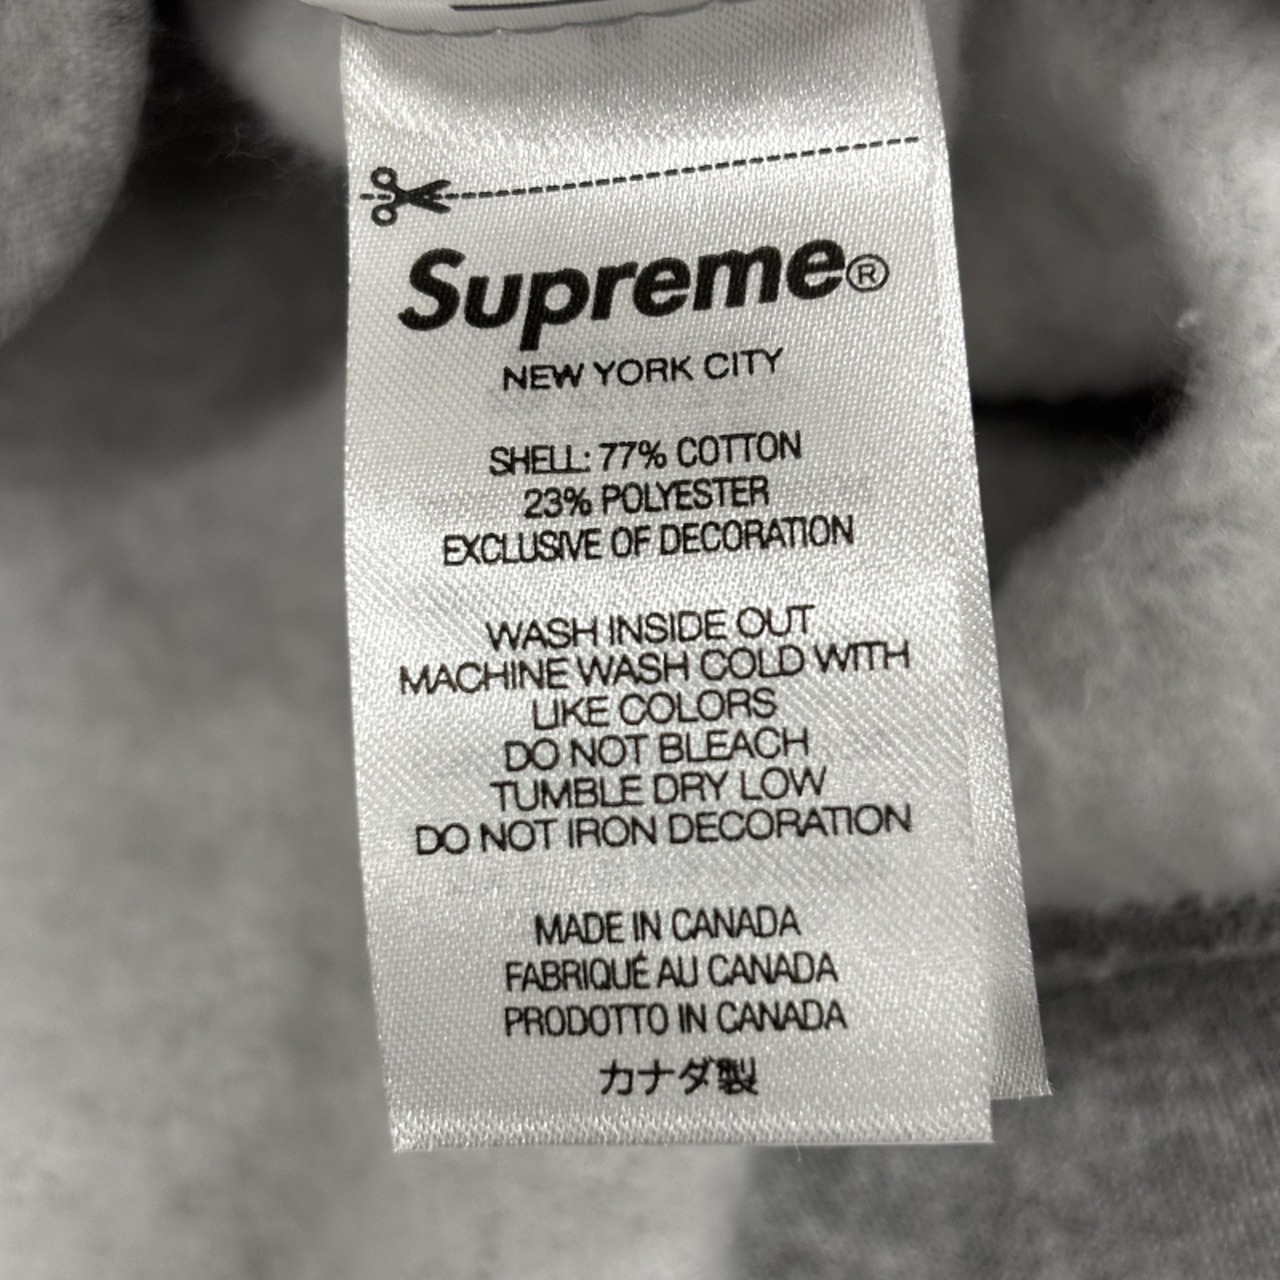 Supreme®
NEW YORK CITY
SHELL: 77% COTTON
23% POLYESTER
EXCLUSIVE OF DECORATION
WASH INSIDE OUT
MACHINE WASH COLD WITH
LIKE COLORS
DO NOT BLEACH
TUMBLE DRY LOW
DO NOT IRON DECORATION
MADE IN CANADA
FABRIQUÉ AU CANADA
PRODOTTO IN CANADA
カナダ製